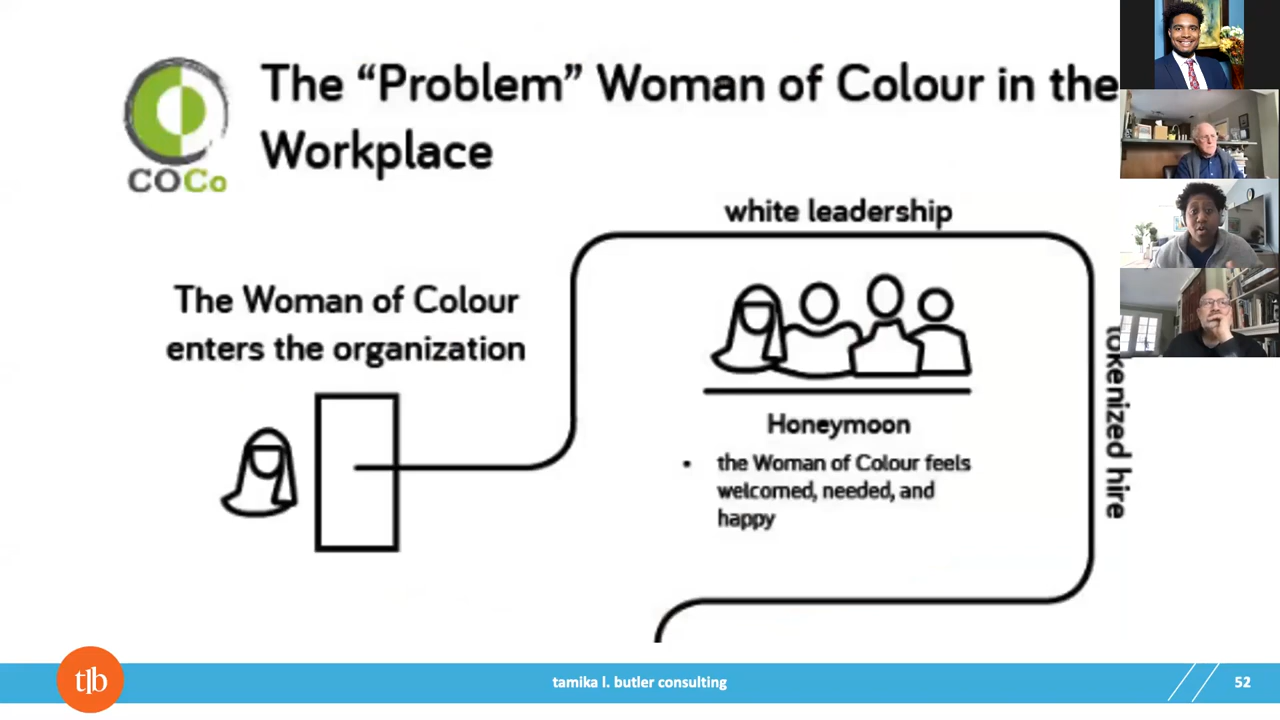 The “Problem” Woman of Colour in the
Workplace
COCo
white leadership
The Woman of Colour
enters the organization
tokenized hire
Honeymoon
• the Woman of Colour feels
welcomed, needed, and
happy
tlb
tamika l. butler consulting
52